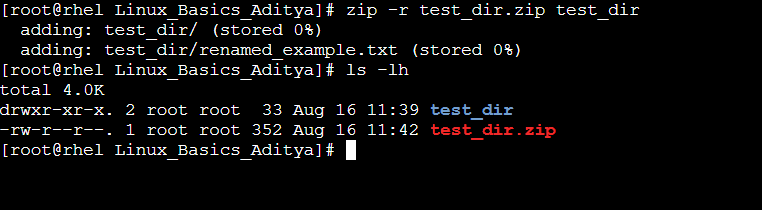 [root@rhel Linux_Basics_Aditya]# zip -r test_dir.zip test_dir
  adding: test_dir/ (stored 0%)
  adding: test_dir/renamed_example.txt (stored 0%)
[root@rhel Linux_Basics_Aditya]# ls -lh
total 4.0K
drwxr-xr-x. 2 root root  33 Aug 16 11:39 test_dir
-rw-r--r--. 1 root root 352 Aug 16 11:42 test_dir.zip
[root@rhel Linux_Basics_Aditya]#